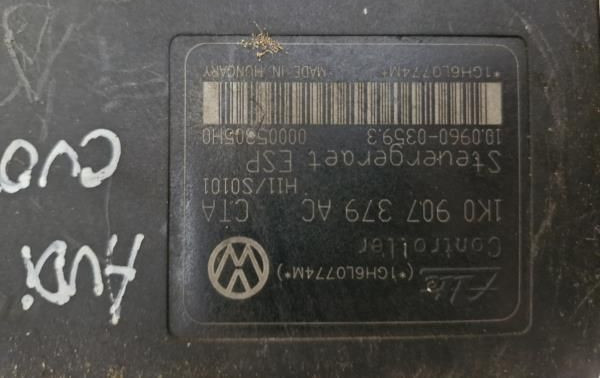 (*1GH6L0774M*)
Controller
1K0 907 379 AC CTA
H11/S0101
Steuergeraet ESP
10.0960-0359.3 00005305H0
*1GH6L0774M* MADE IN HUNGARY
AUDi